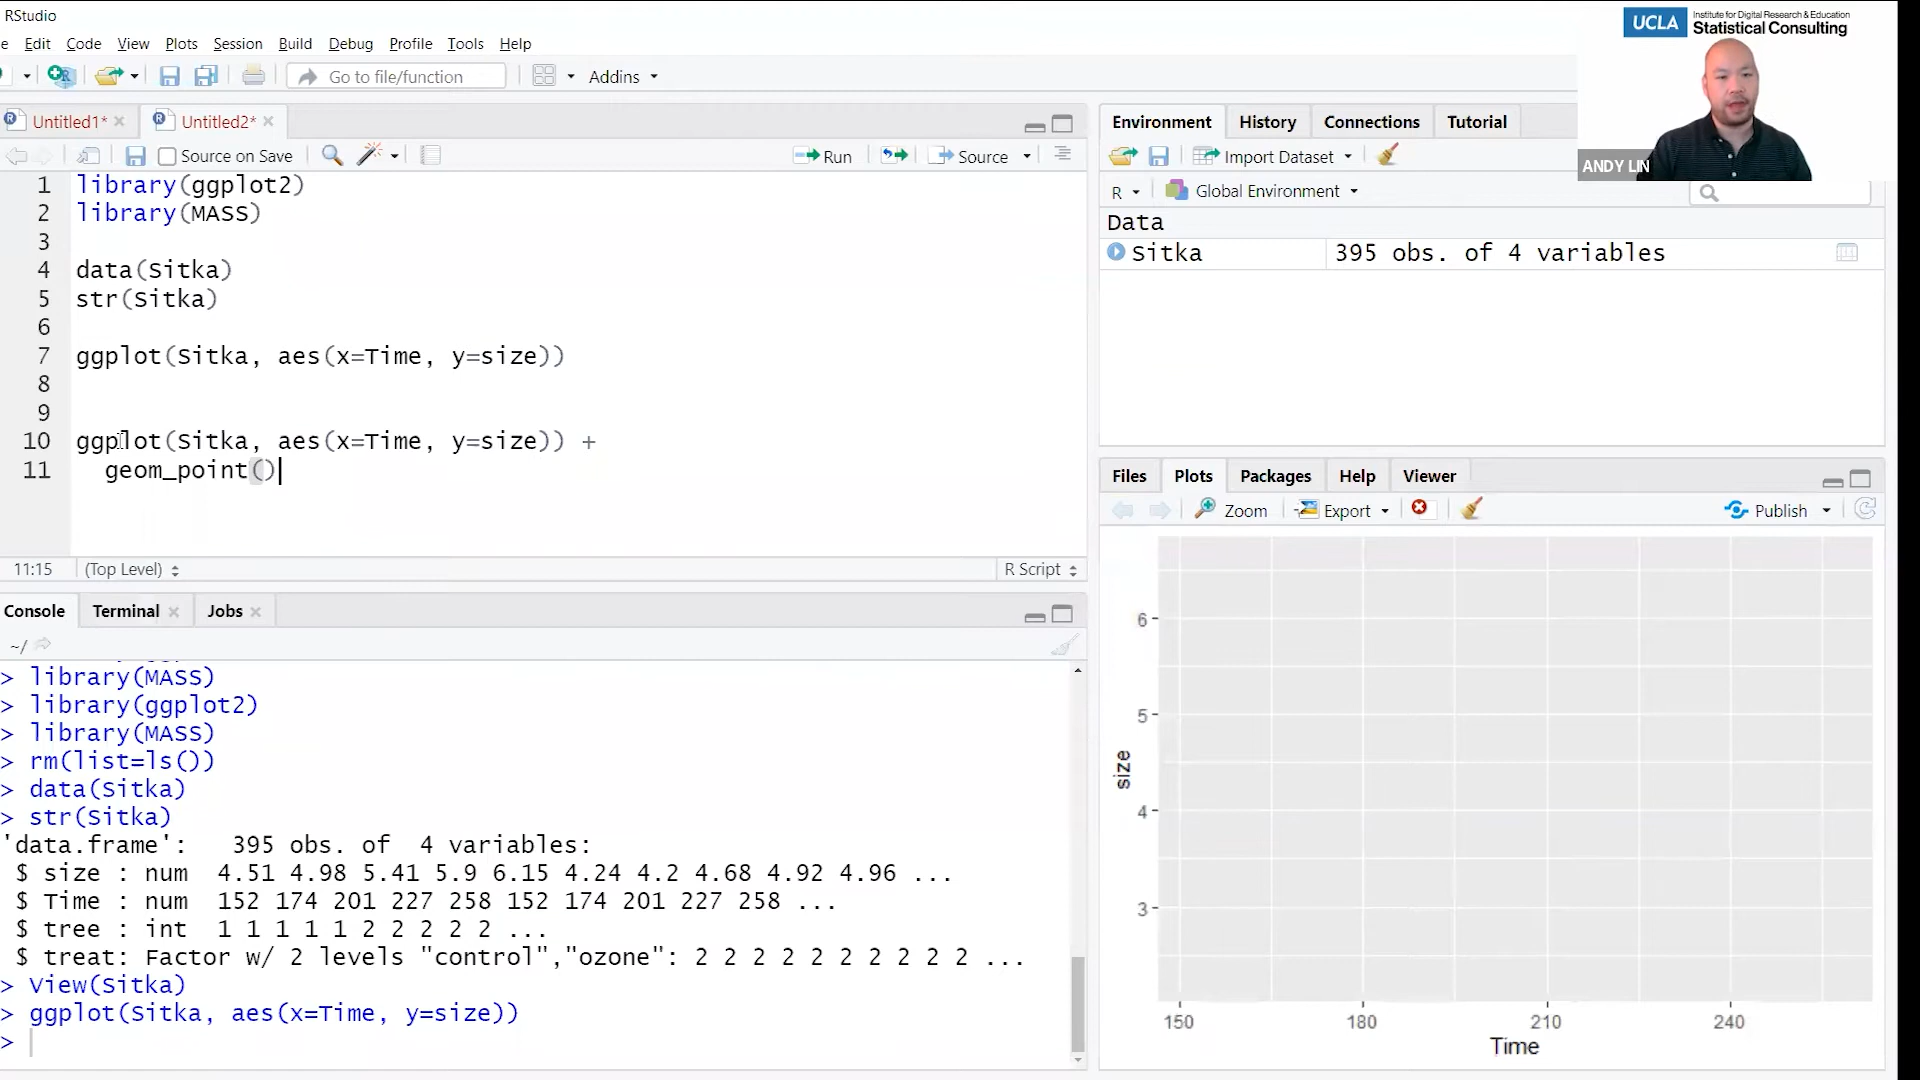 RStudio
e Edit Code View Plots Session Build Debug Profile Tools Help
Go to file/function Addins
UCLA Institute for Digital Research & Education
Statistical Consulting
ANDY LIN
Untitled1* Untitled2*
Source on Save Run Source
1 library(ggplot2)
2 library(MASS)
3
4 data(Sitka)
5 str(Sitka)
6
7 ggplot(Sitka, aes(x=Time, y=size))
8
9
10 ggplot(Sitka, aes(x=Time, y=size)) +
11 geom_point()
11:15 (Top Level) R Script
Console Terminal Jobs
~/
> library(MASS)
> library(ggplot2)
> library(MASS)
> rm(list=ls())
> data(Sitka)
> str(Sitka)
'data.frame': 395 obs. of 4 variables:
$ size : num 4.51 4.98 5.41 5.9 6.15 4.24 4.2 4.68 4.92 4.96 ...
$ Time : num 152 174 201 227 258 152 174 201 227 258 ...
$ tree : int 1 1 1 1 1 2 2 2 2 2 ...
$ treat: Factor w/ 2 levels "control","ozone": 2 2 2 2 2 2 2 2 2 2 ...
> View(Sitka)
> ggplot(Sitka, aes(x=Time, y=size))
>
Environment History Connections Tutorial
Import Dataset
R Global Environment
Data
Sitka 395 obs. of 4 variables
Files Plots Packages Help Viewer
Zoom Export Publish
size
6
5
4
3
150 180 210 240
Time